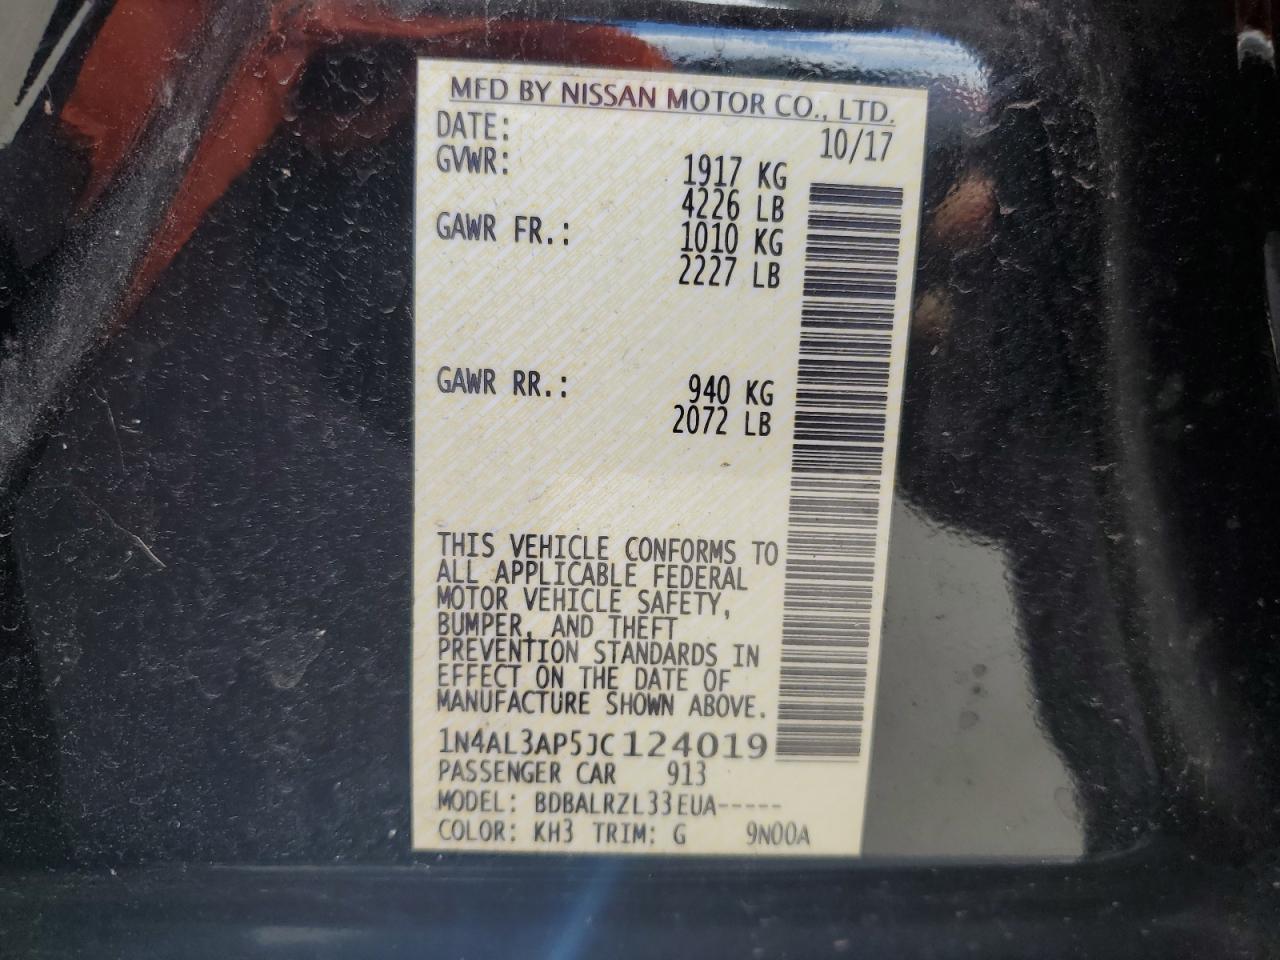 MFD BY NISSAN MOTOR CO., LTD.
DATE: 10/17
GVWR: 1917 KG
4226 LB
GAWR FR.: 1010 KG
2227 LB
GAWR RR.: 940 KG
2072 LB
THIS VEHICLE CONFORMS TO
ALL APPLICABLE FEDERAL
MOTOR VEHICLE SAFETY,
BUMPER, AND THEFT
PREVENTION STANDARDS IN
EFFECT ON THE DATE OF
MANUFACTURE SHOWN ABOVE.
1N4AL3AP5JC124019
PASSENGER CAR 913
MODEL: BDBALRZL33EUA-----
COLOR: KH3 TRIM: G 9N00A